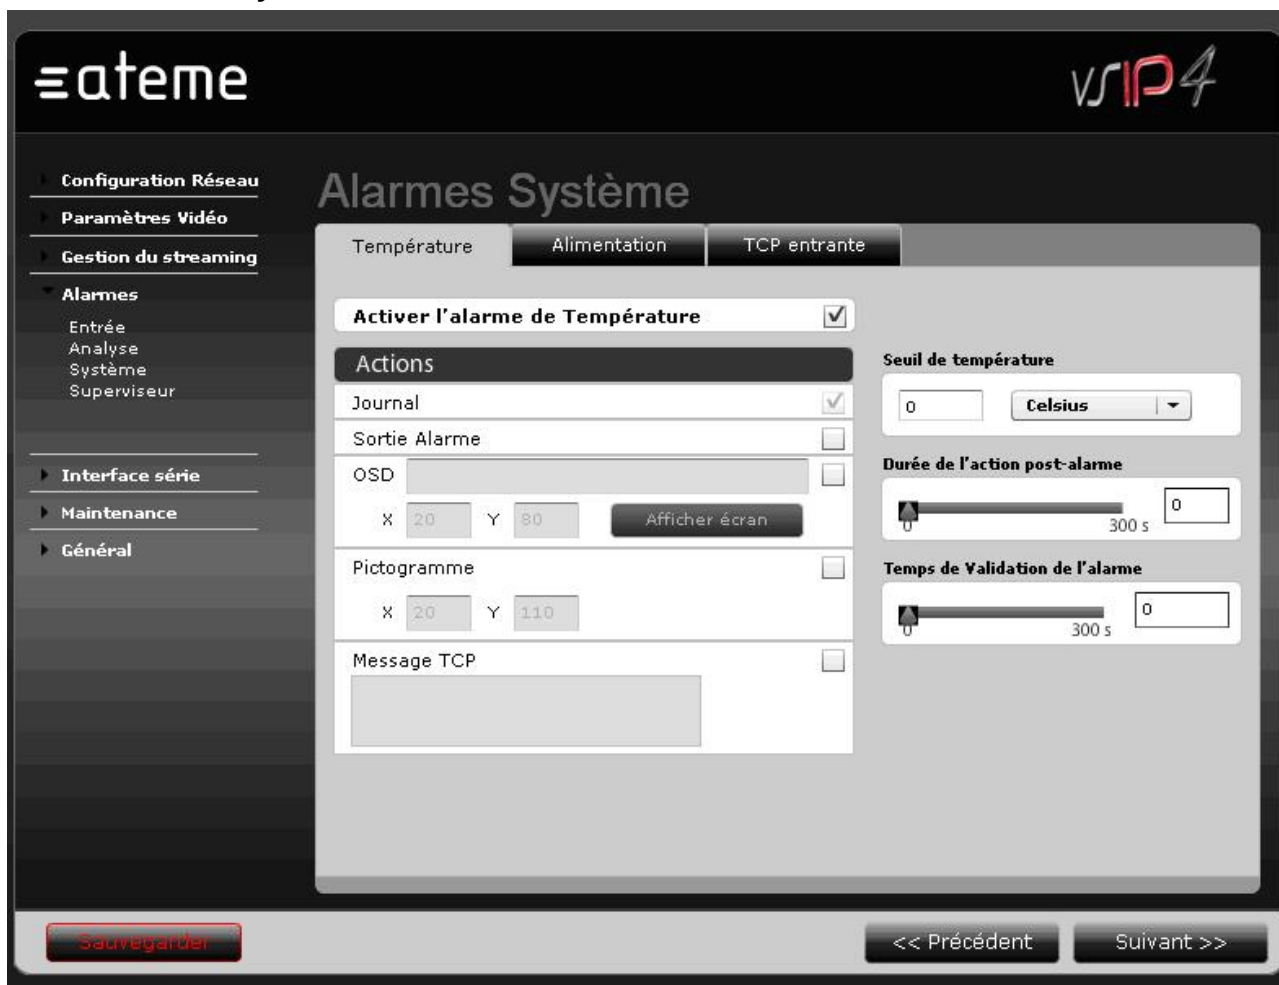 ateme
vsIP4
Configuration Réseau
Paramètres Vidéo
Gestion du streaming
Alarmes
Entrée
Analyse
Système
Superviseur
Interface série
Maintenance
Général
Alarmes Système
Température
Alimentation
TCP entrante
Activer l'alarme de Température
Actions
Journal
Sortie Alarme
OSD
X 20 Y 80 Afficher écran
Pictogramme
X 20 Y 110
Message TCP
Seuil de température
0 Celsius
Durée de l'action post-alarme
0 300 s 0
Temps de Validation de l'alarme
0 300 s 0
Sauvegarder
<< Précédent
Suivant >>